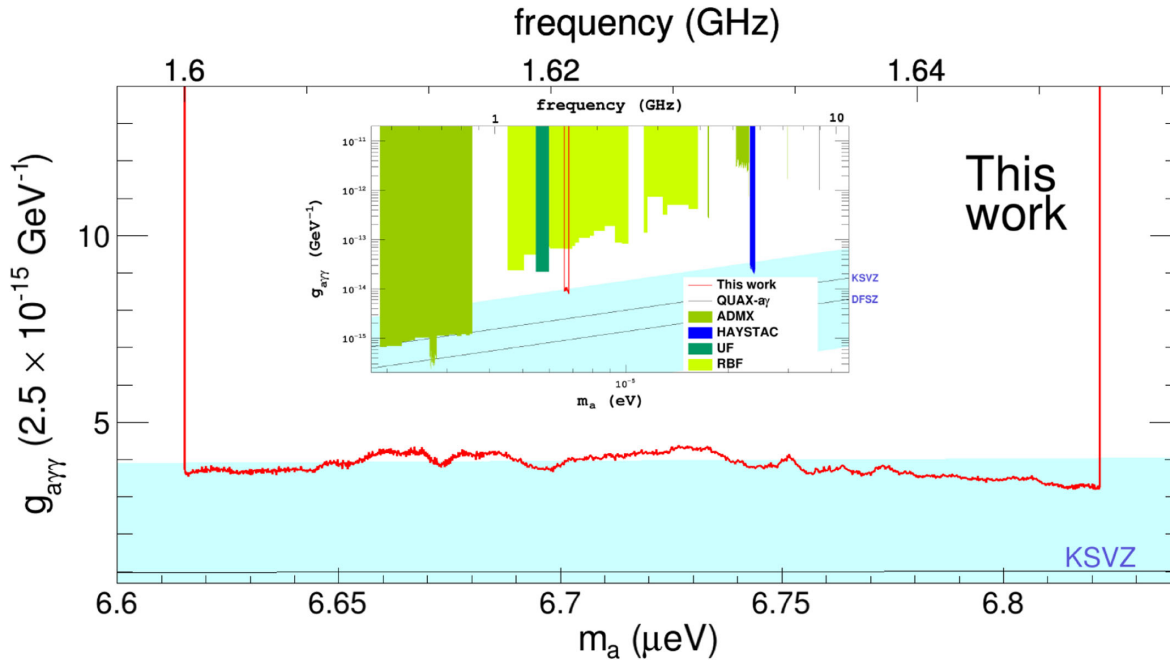 frequency (GHz)
1.6 1.62 1.64
frequency (GHz)
1 10
10⁻¹¹
10⁻¹²
10⁻¹³
10⁻¹⁴
10⁻¹⁵
g_aγγ (GeV⁻¹)
KSVZ
DFSZ
This work
QUAX-aγ
ADMX
HAYSTAC
UF
RBF
10⁻⁵
m_a (eV)
This
work
g_aγγ (2.5 × 10⁻¹⁵ GeV⁻¹)
10
5
KSVZ
6.6 6.65 6.7 6.75 6.8
m_a (μeV)